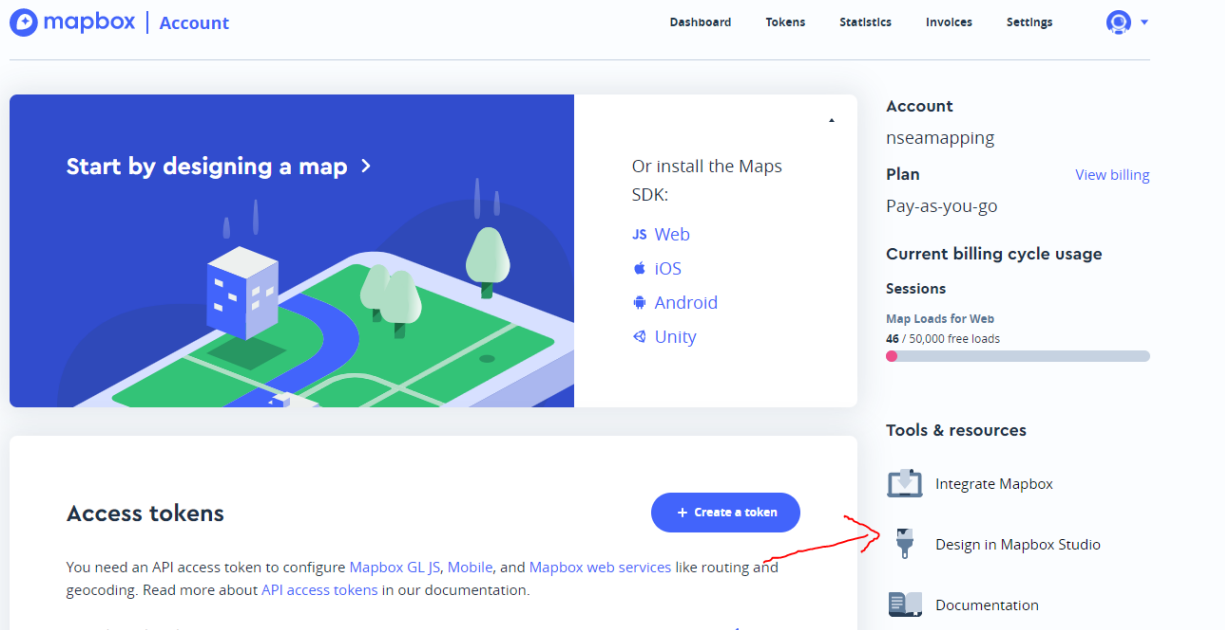 mapbox | Account
Dashboard Tokens Statistics Invoices Settings
Start by designing a map >
Or install the Maps
SDK:
JS Web
iOS
Android
Unity
Account
nseamapping
Plan View billing
Pay-as-you-go
Current billing cycle usage
Sessions
Map Loads for Web
46 / 50,000 free loads
Tools & resources
Integrate Mapbox
Design in Mapbox Studio
Documentation
Access tokens
+ Create a token
You need an API access token to configure Mapbox GL JS, Mobile, and Mapbox web services like routing and
geocoding. Read more about API access tokens in our documentation.